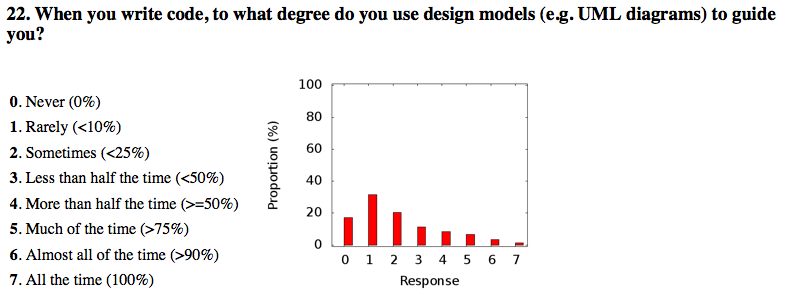 22. When you write code, to what degree do you use design models (e.g. UML diagrams) to guide
you?
0. Never (0%)
1. Rarely (<10%)
2. Sometimes (<25%)
3. Less than half the time (<50%)
4. More than half the time (>=50%)
5. Much of the time (>75%)
6. Almost all of the time (>90%)
7. All the time (100%)
Proportion (%)
100
80
60
40
20
0
0 1 2 3 4 5 6 7
Response